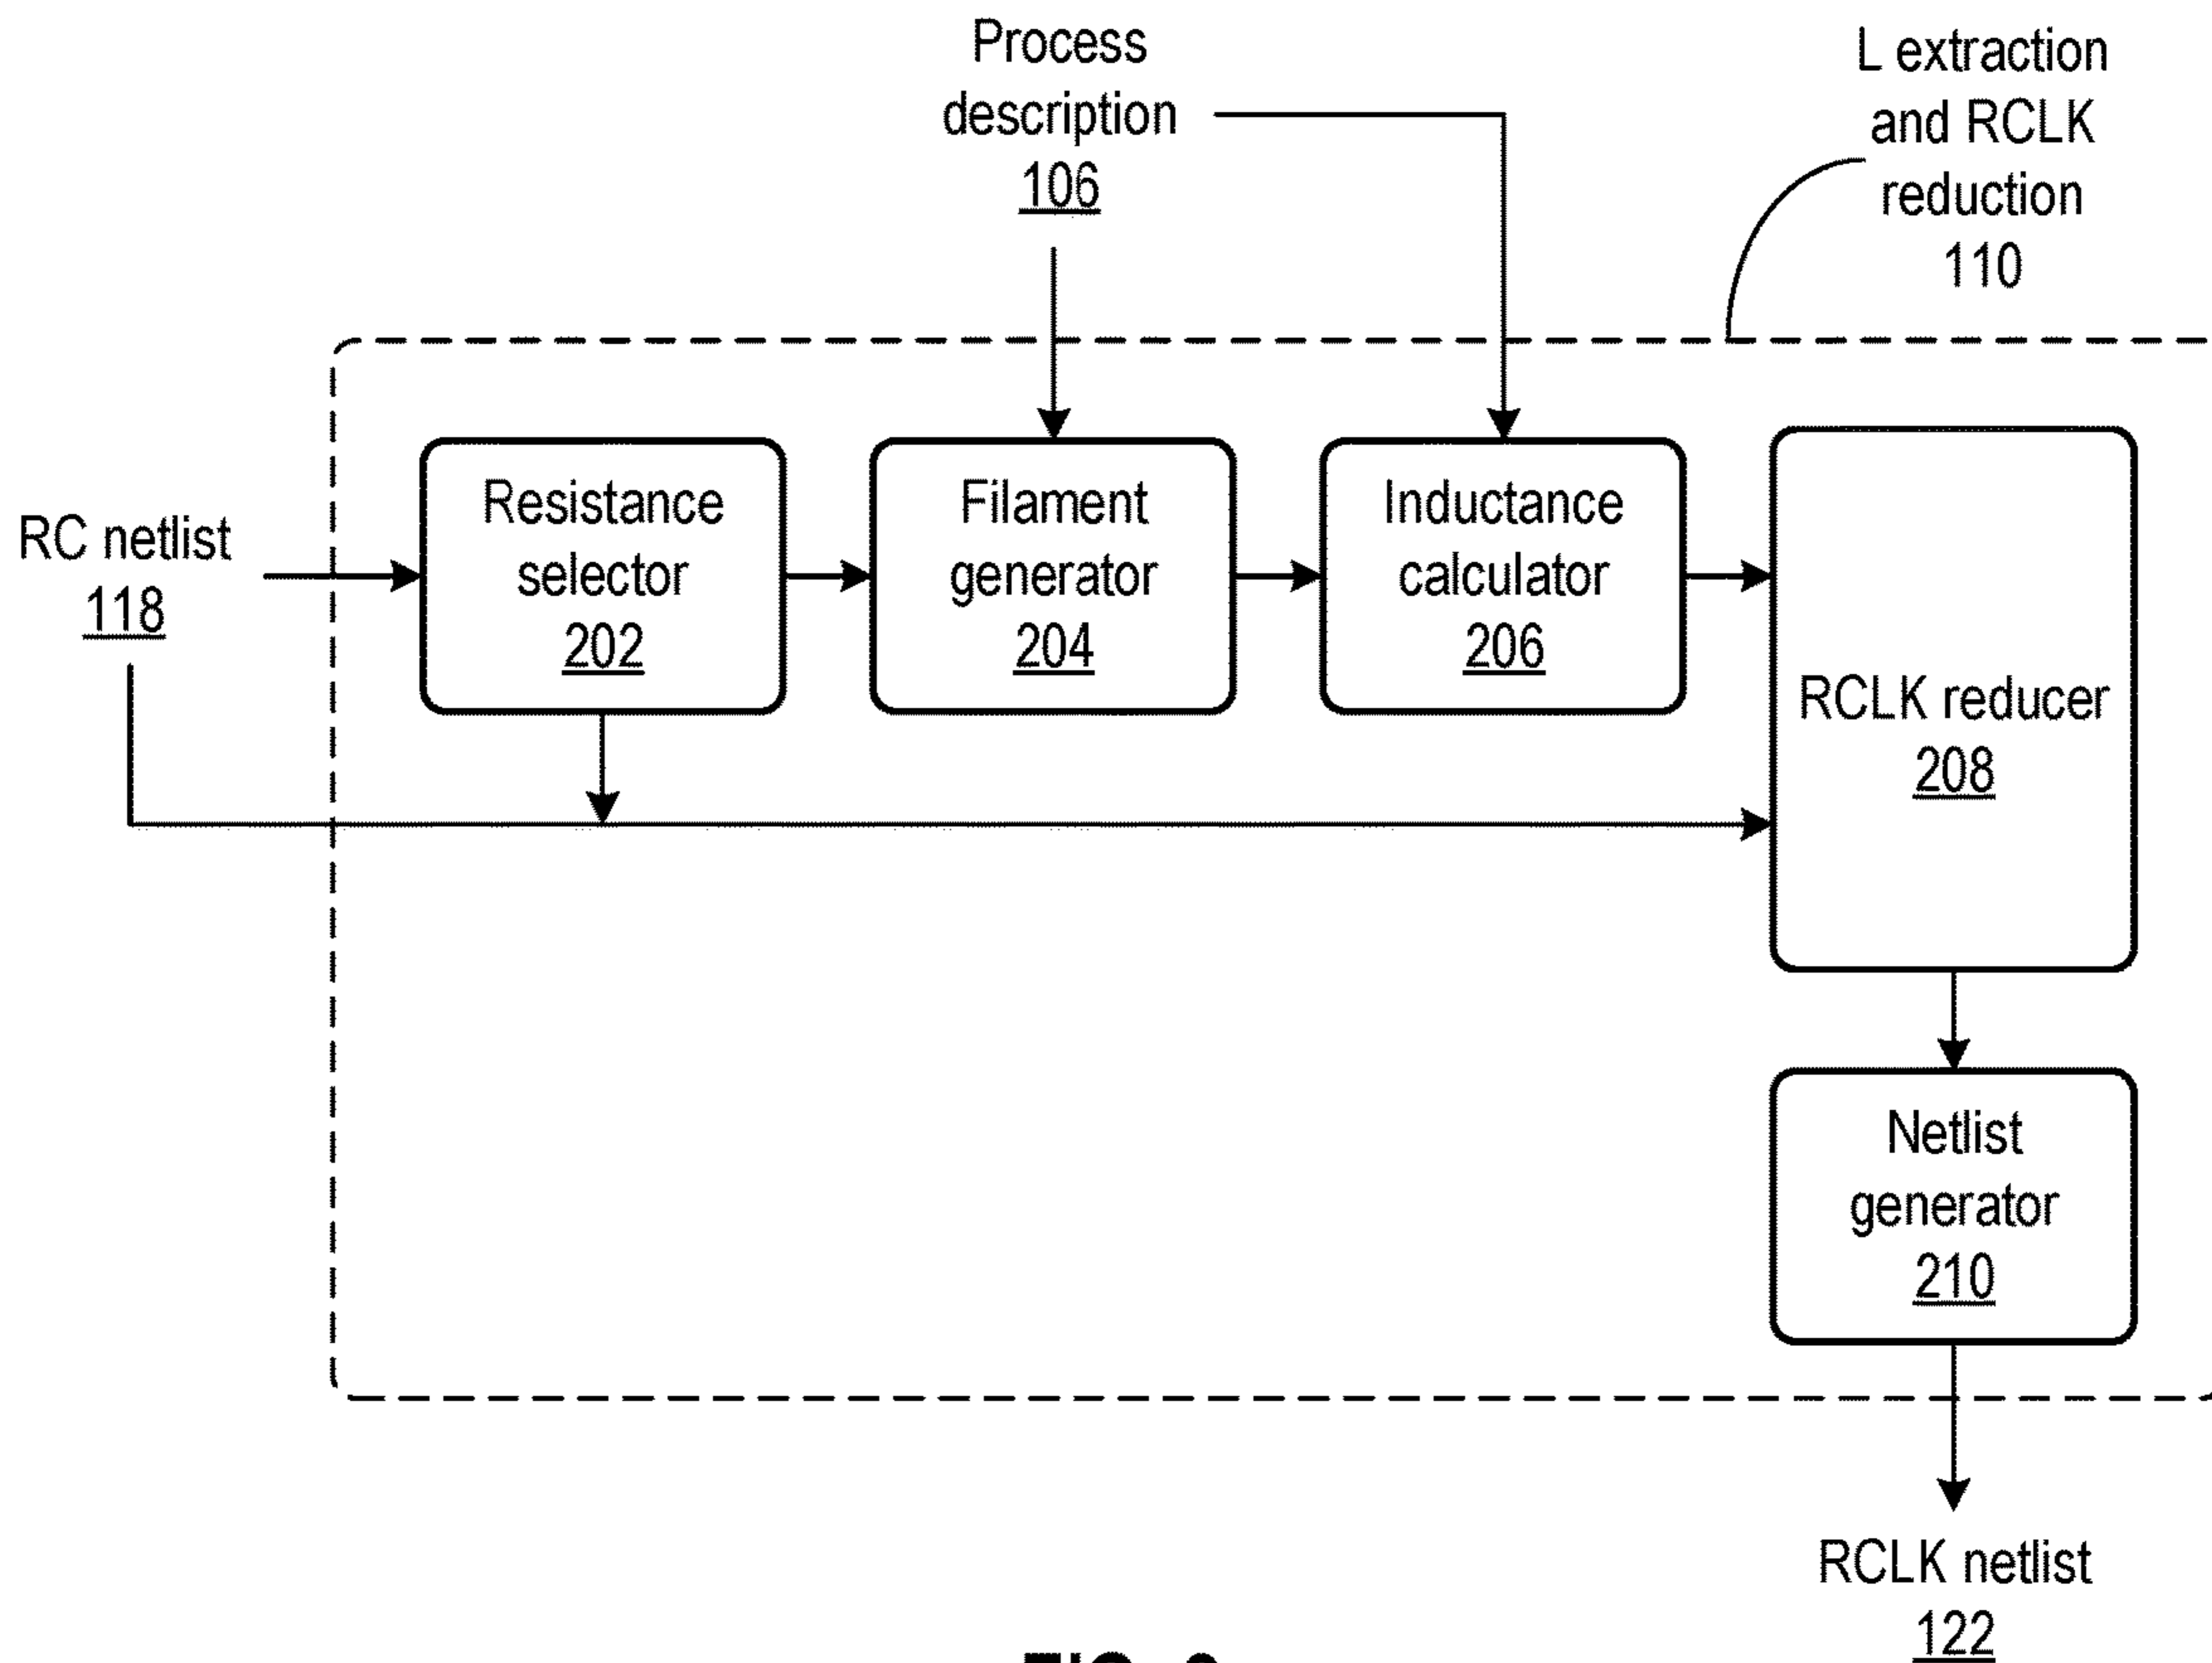 Process
description
106
L extraction
and RCLK
reduction
110
RC netlist
118
Resistance
selector
202
Filament
generator
204
Inductance
calculator
206
RCLK reducer
208
Netlist
generator
210
RCLK netlist
122